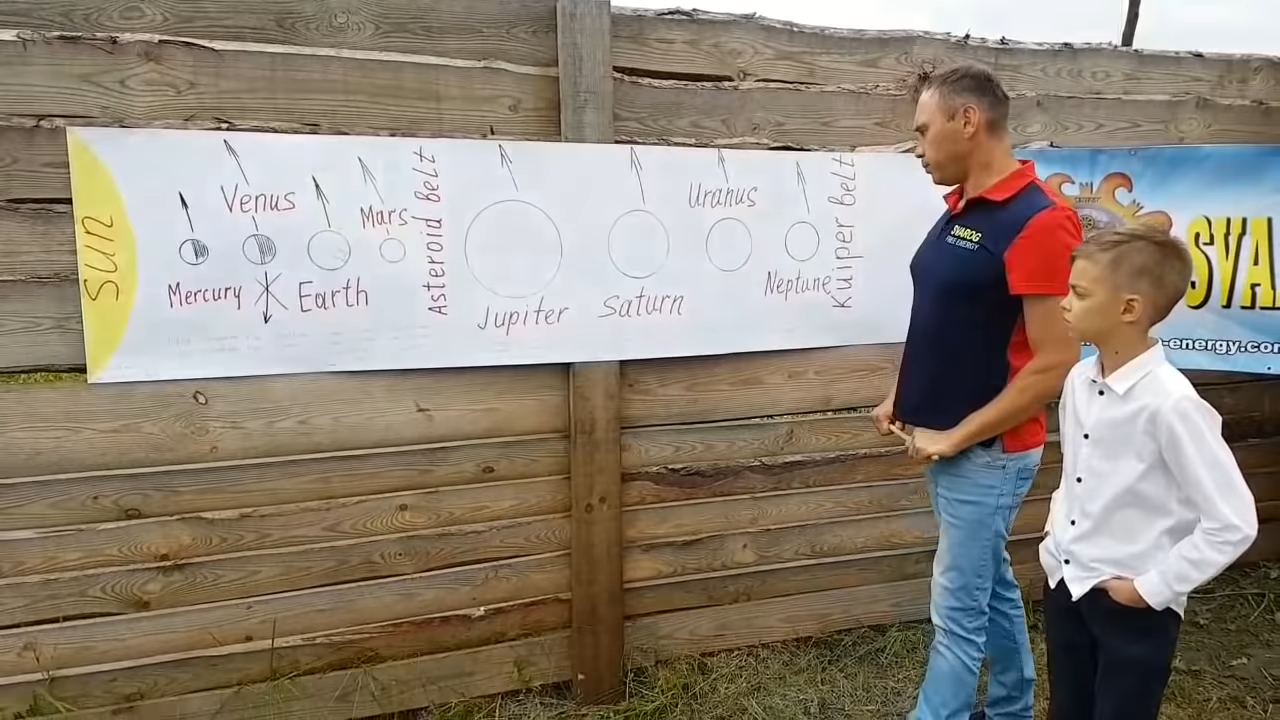 Sun
Mercury
Venus
Earth
Mars
Asteroid belt
Jupiter
Saturn
Uranus
Neptune
Kuiper belt
SVAROG
FREE ENERGY
SVA
-energy.com